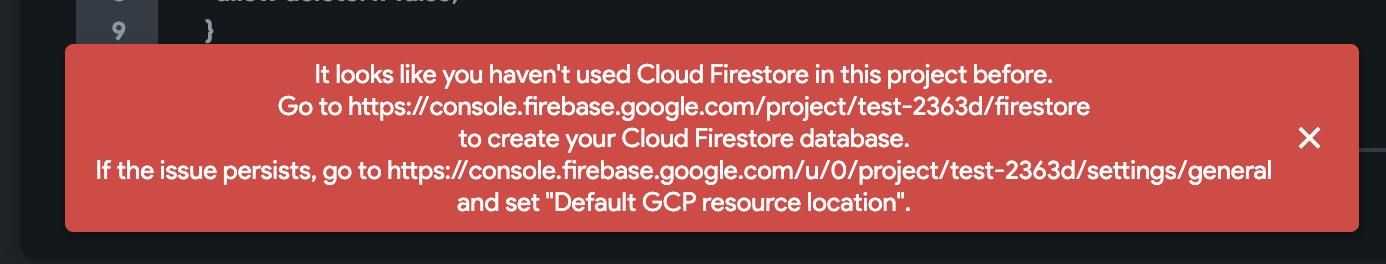 9 }
It looks like you haven't used Cloud Firestore in this project before.
Go to https://console.firebase.google.com/project/test-2363d/firestore
to create your Cloud Firestore database.
If the issue persists, go to https://console.firebase.google.com/u/0/project/test-2363d/settings/general
and set "Default GCP resource location".